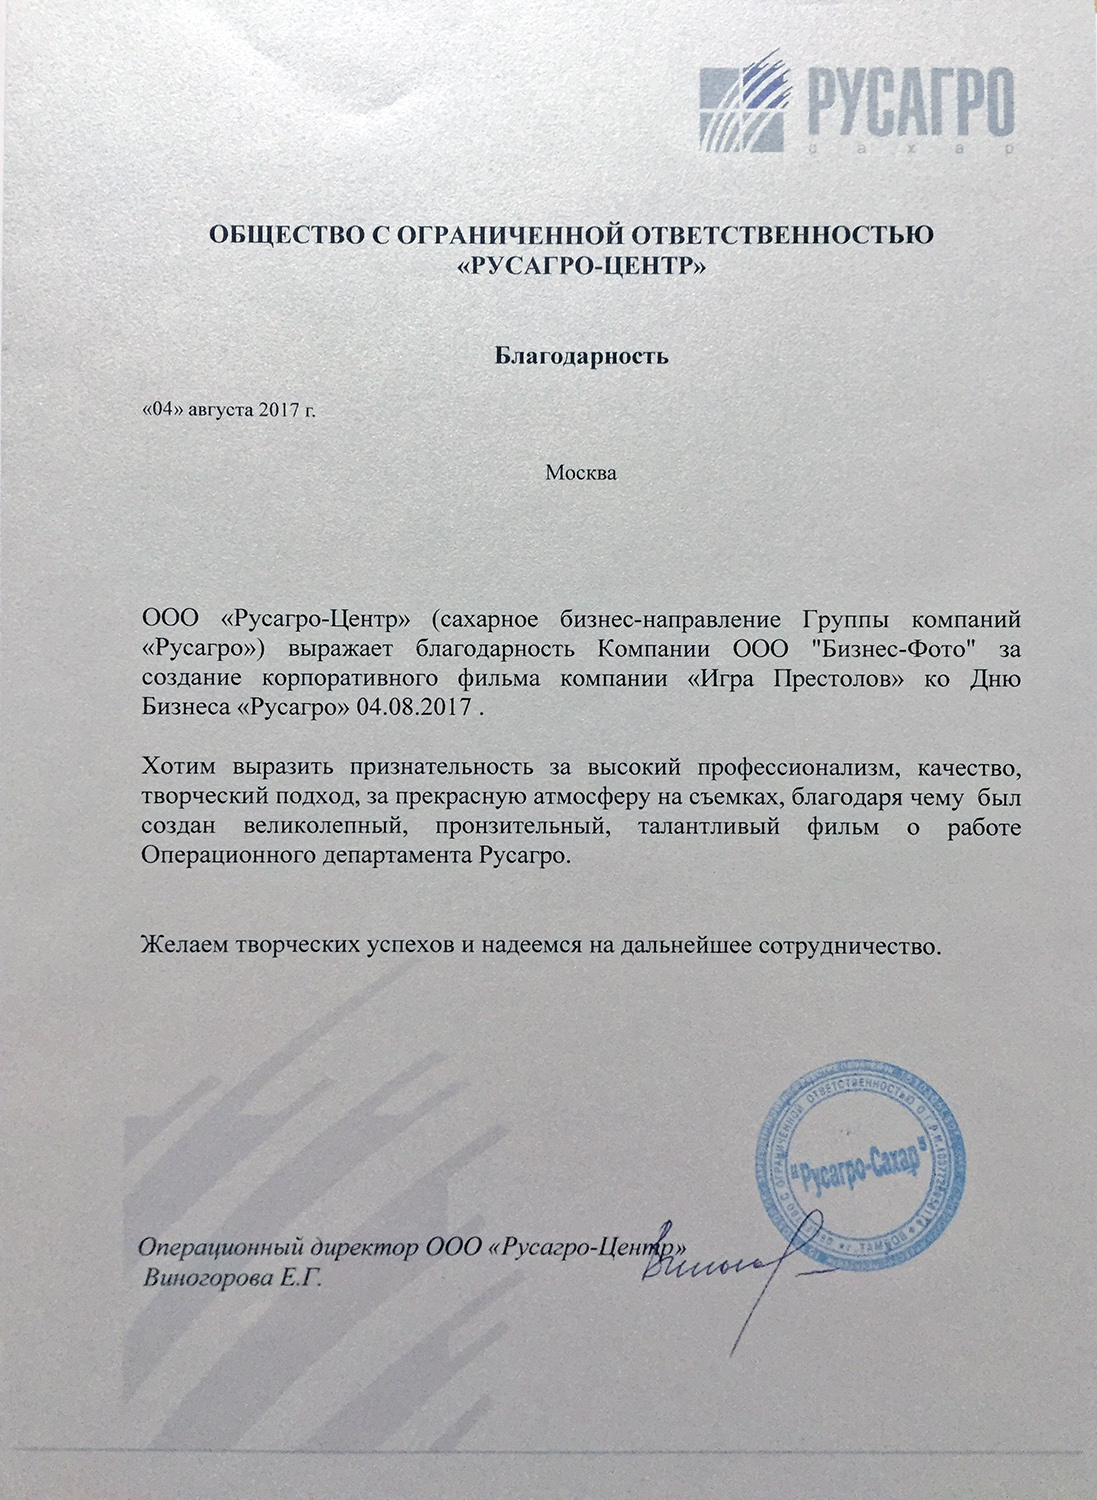 РУСАГРО
сахар
ОБЩЕСТВО С ОГРАНИЧЕННОЙ ОТВЕТСТВЕННОСТЬЮ
«РУСАГРО-ЦЕНТР»
Благодарность
«04» августа 2017 г.
Москва
ООО «Русагро-Центр» (сахарное бизнес-направление Группы компаний
«Русагро») выражает благодарность Компании ООО "Бизнес-Фото" за
создание корпоративного фильма компании «Игра Престолов» ко Дню
Бизнеса «Русагро» 04.08.2017 .
Хотим выразить признательность за высокий профессионализм, качество,
творческий подход, за прекрасную атмосферу на съемках, благодаря чему был
создан великолепный, пронзительный, талантливый фильм о работе
Операционного департамента Русагро.
Желаем творческих успехов и надеемся на дальнейшее сотрудничество.
ОГРАНИЧЕННОЙ ОТВЕТСТВЕННОСТЬЮ
"Русагро-Сахар"
г. ТАМБОВ
Операционный директор ООО «Русагро-Центр»
Виногорова Е.Г.